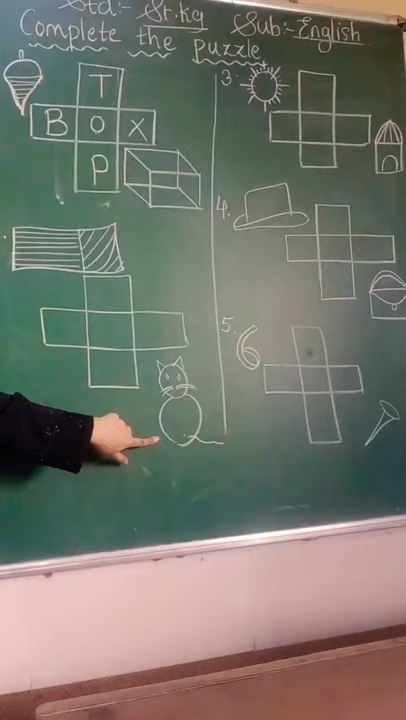 Std:- Sr.kg Sub:- English
Complete the Puzzle
T
B O X
P
3.
4.
5.
6